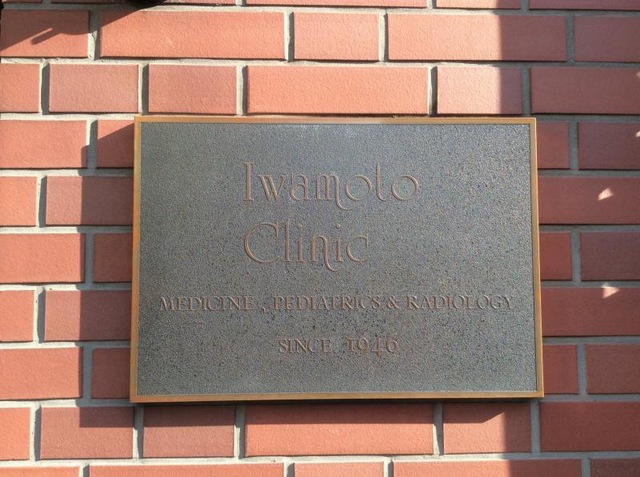 Iwamoto
Clinic
MEDICINE , PEDIATRICS & RADIOLOGY
SINCE 1946